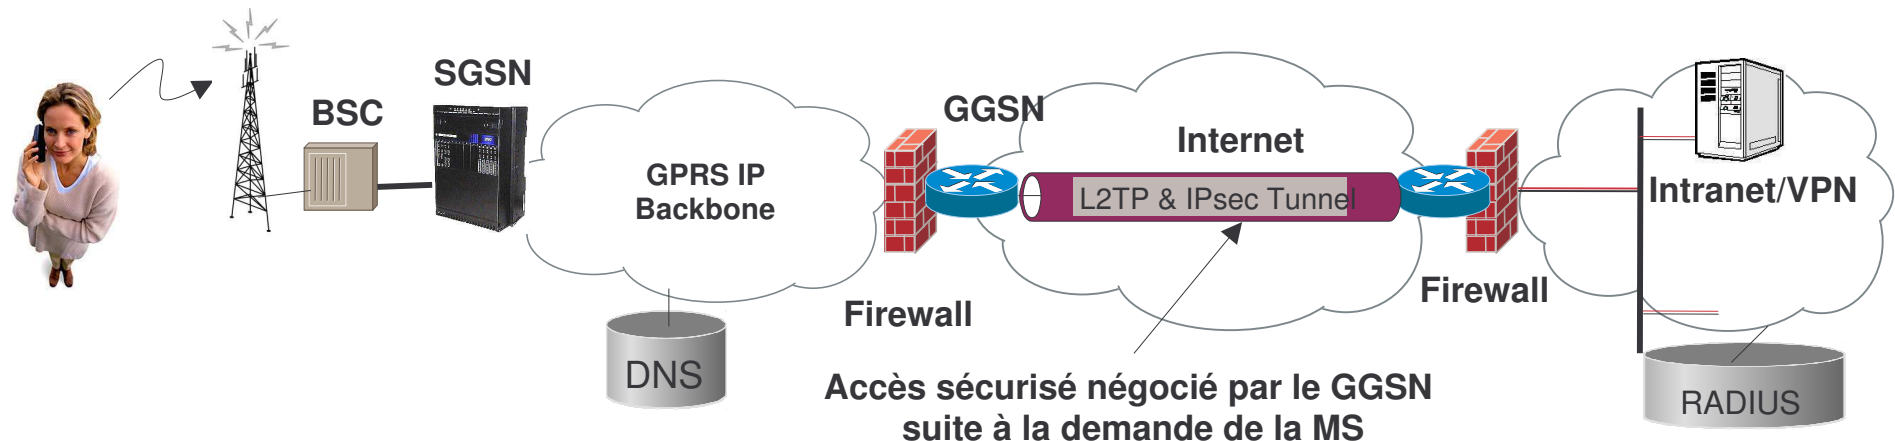 SGSN
BSC
GPRS IP
Backbone
DNS
GGSN
Firewall
Internet
L2TP & IPsec Tunnel
Firewall
Intranet/VPN
RADIUS
Accès sécurisé négocié par le GGSN
suite à la demande de la MS